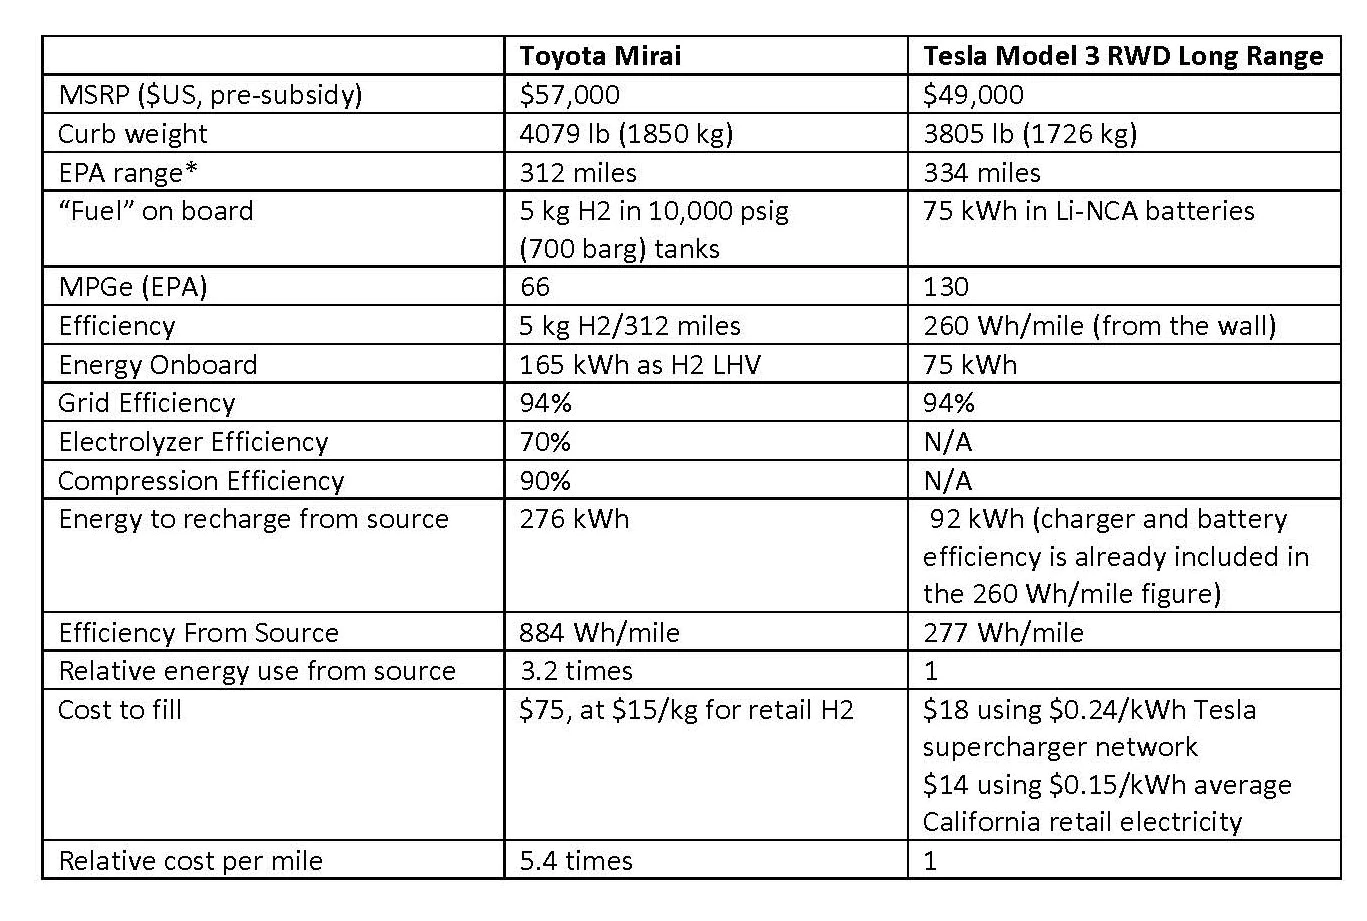 Toyota Mirai Tesla Model 3 RWD Long Range
MSRP ($US, pre-subsidy) $57,000 $49,000
Curb weight 4079 lb (1850 kg) 3805 lb (1726 kg)
EPA range* 312 miles 334 miles
“Fuel” on board 5 kg H2 in 10,000 psig 75 kWh in Li-NCA batteries
(700 barg) tanks
MPGe (EPA) 66 130
Efficiency 5 kg H2/312 miles 260 Wh/mile (from the wall)
Energy Onboard 165 kWh as H2 LHV 75 kWh
Grid Efficiency 94% 94%
Electrolyzer Efficiency 70% N/A
Compression Efficiency 90% N/A
Energy to recharge from source 276 kWh 92 kWh (charger and battery
efficiency is already included in
the 260 Wh/mile figure)
Efficiency From Source 884 Wh/mile 277 Wh/mile
Relative energy use from source 3.2 times 1
Cost to fill $75, at $15/kg for retail H2 $18 using $0.24/kWh Tesla
supercharger network
$14 using $0.15/kWh average
California retail electricity
Relative cost per mile 5.4 times 1